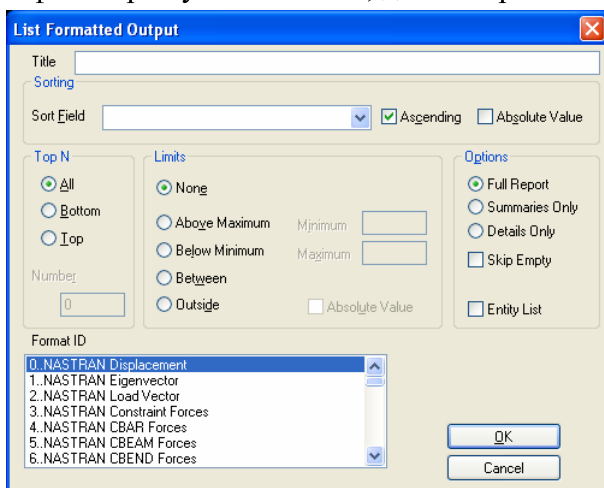 List Formatted Output
Title
Sorting
Sort Field
Ascending
Absolute Value
Top N
All
Bottom
Top
Number
0
Limits
None
Above Maximum
Below Minimum
Between
Outside
Minimum
Maximum
Absolute Value
Options
Full Report
Summaries Only
Details Only
Skip Empty
Entity List
Format ID
0..NASTRAN Displacement
1..NASTRAN Eigenvector
2..NASTRAN Load Vector
3..NASTRAN Constraint Forces
4..NASTRAN CBAR Forces
5..NASTRAN CBEAM Forces
6..NASTRAN CBEND Forces
OK
Cancel